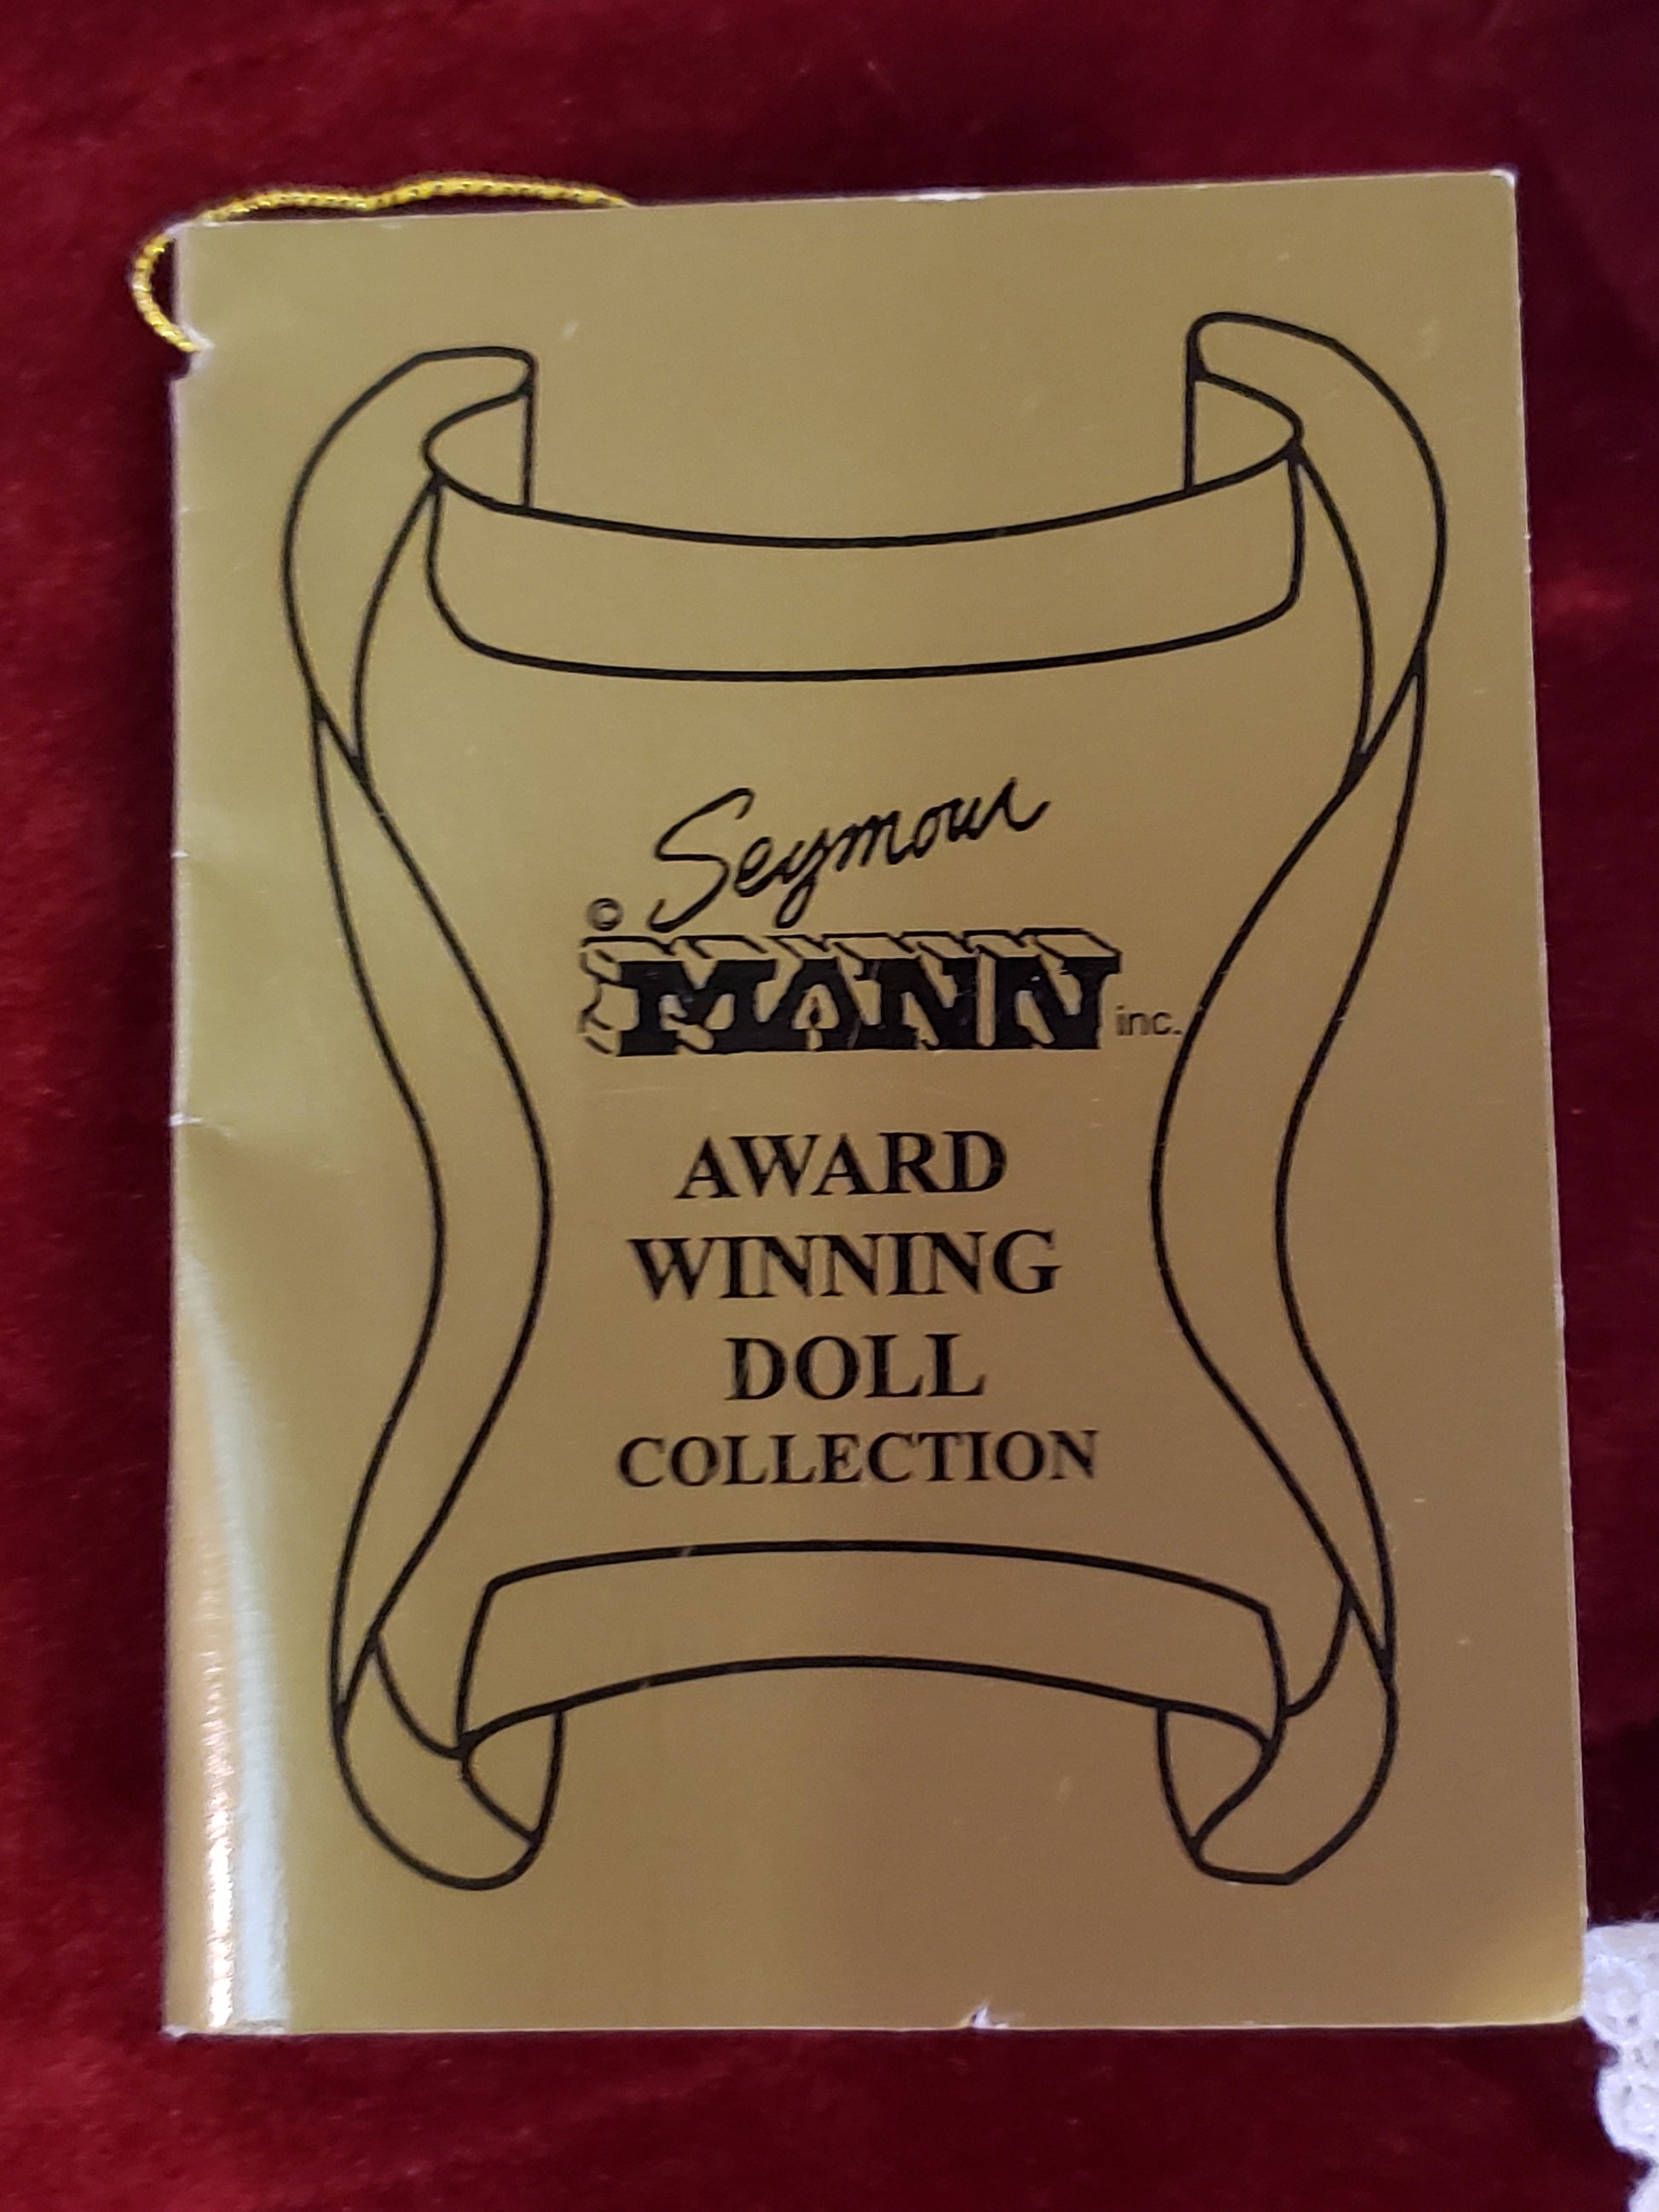 Seymour
© MANN inc.
AWARD
WINNING
DOLL
COLLECTION